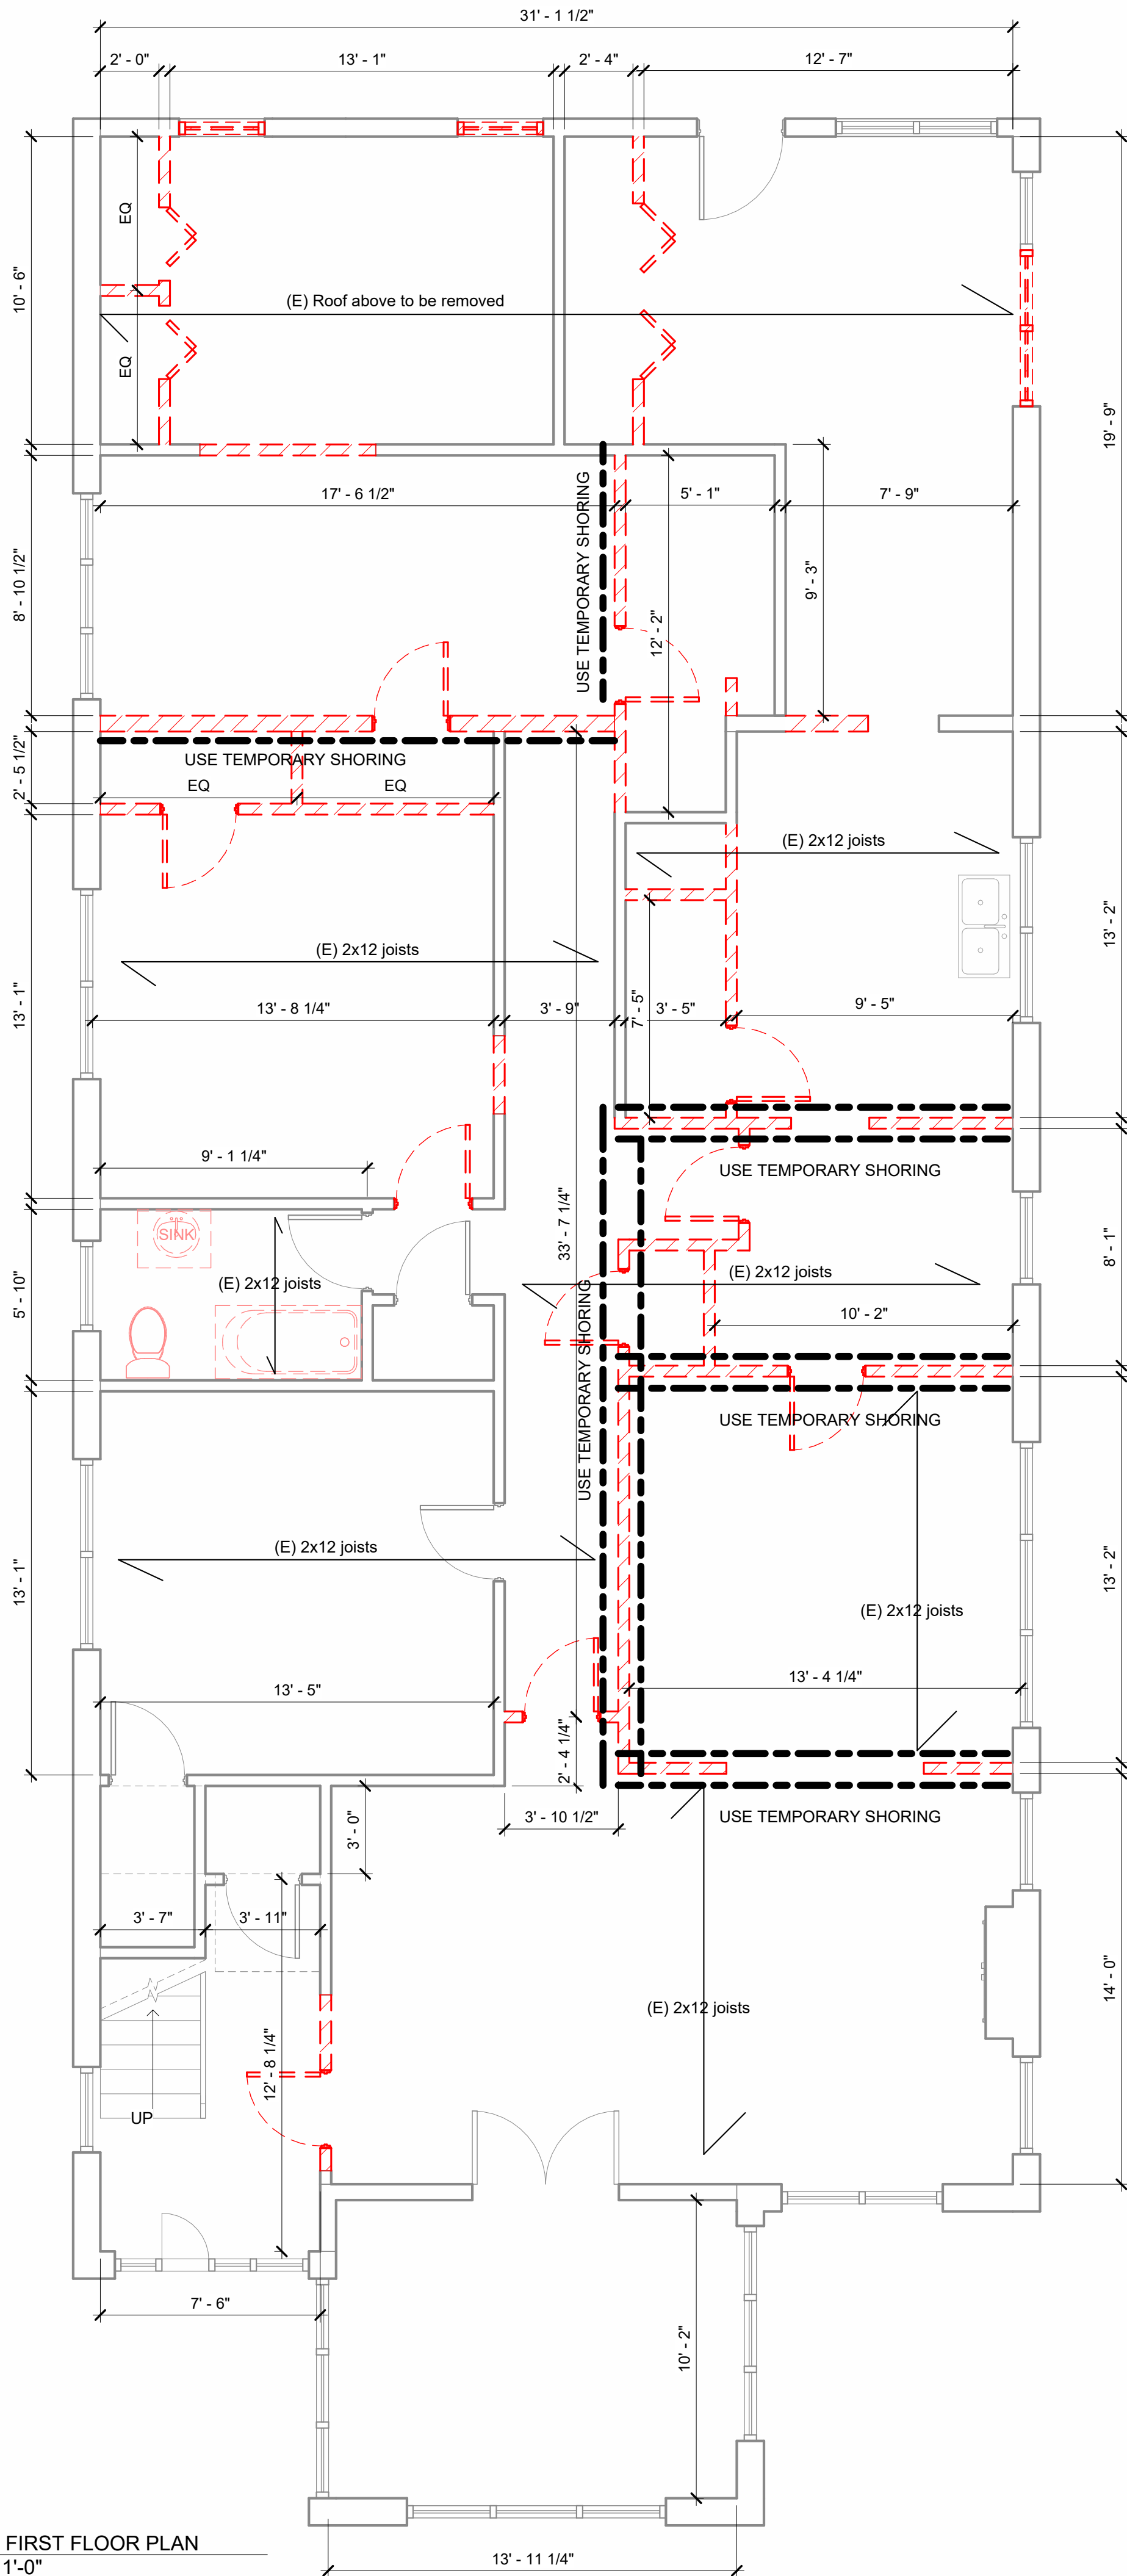 31' - 1 1/2"
2' - 0"
13' - 1"
2' - 4"
12' - 7"
EQ
10' - 6"
(E) Roof above to be removed
EQ
19' - 9"
17' - 6 1/2"
5' - 1"
7' - 9"
USE TEMPORARY SHORING
8' - 10 1/2"
9' - 3"
12' - 2"
USE TEMPORARY SHORING
2' - 5 1/2"
EQ
EQ
(E) 2x12 joists
13' - 2"
(E) 2x12 joists
13' - 1"
13' - 8 1/4"
3' - 9"
7' - 5"
3' - 5"
9' - 5"
9' - 1 1/4"
USE TEMPORARY SHORING
33' - 7 1/4"
SINK
8' - 1"
5' - 10"
(E) 2x12 joists
(E) 2x12 joists
10' - 2"
USE TEMPORARY SHORING
USE TEMPORARY SHORING
(E) 2x12 joists
13' - 1"
13' - 2"
(E) 2x12 joists
13' - 5"
13' - 4 1/4"
2' - 4 1/4"
3' - 10 1/2"
USE TEMPORARY SHORING
3' - 0"
3' - 7"
3' - 11"
(E) 2x12 joists
14' - 0"
12' - 8 1/4"
UP
7' - 6"
10' - 2"
FIRST FLOOR PLAN
1'-0"
13' - 11 1/4"